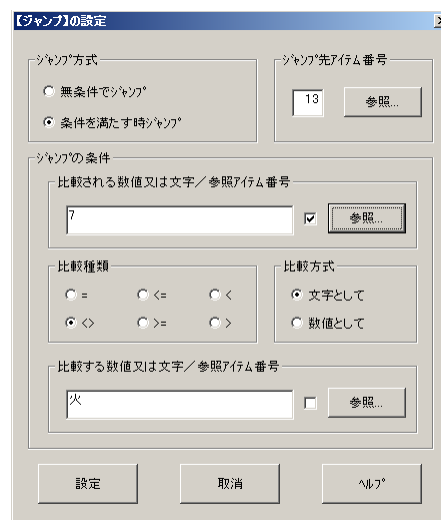 【ジャンプ】の設定
ジャンプ方式
無条件でジャンプ
条件を満たす時ジャンプ
ジャンプ先アイテム番号
13
参照...
ジャンプの条件
比較される数値又は文字／参照アイテム番号
7
参照...
比較種類
= <= <
<> >= >
比較方式
文字として
数値として
比較する数値又は文字／参照アイテム番号
火
参照...
設定 取消 ヘルプ